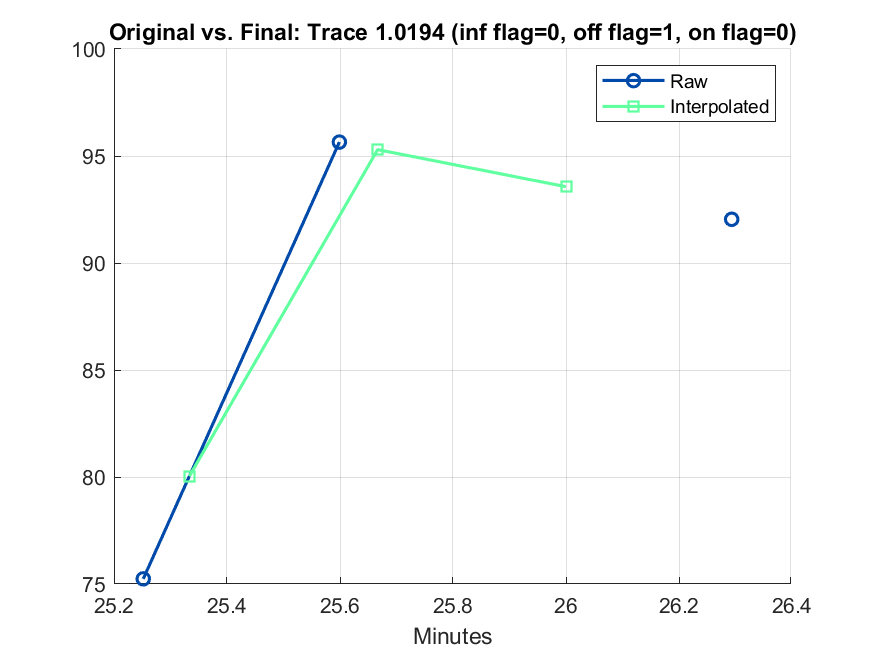 Original vs. Final: Trace 1.0194 (inf flag=0, off flag=1, on flag=0)
100
95
90
85
80
75
Raw
Interpolated
25.2 25.4 25.6 25.8 26 26.2 26.4
Minutes